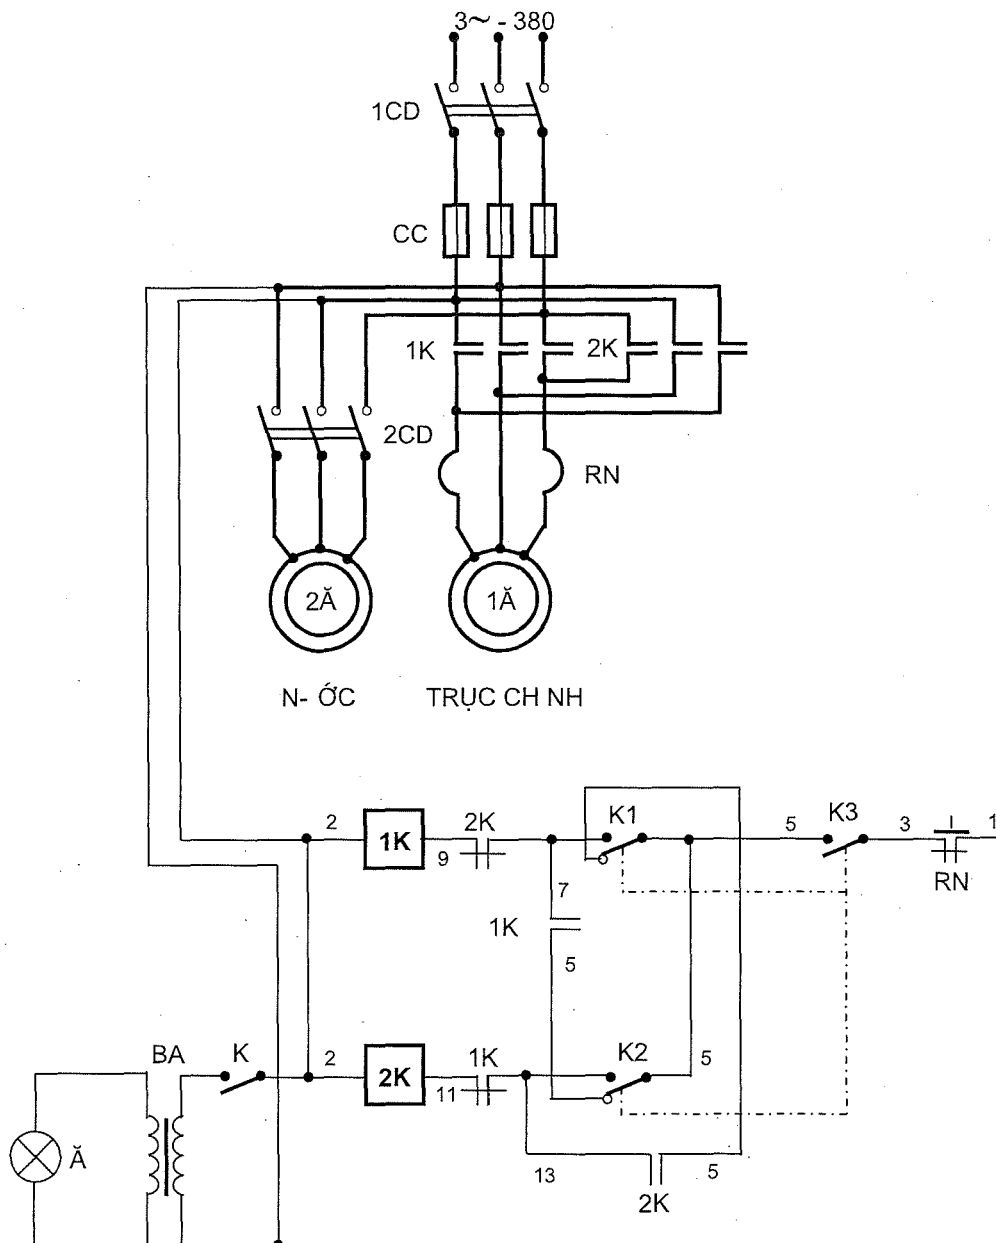 3~ - 380
1CD
CC
1K
2K
2CD
RN
2Ă
1Ă
N- ỚC
TRỤC CH NH
2
1K
2K
9
K1
5
K3
3
1
RN
7
1K
5
BA
K
2
2K
1K
11
K2
5
Ă
13
5
2K